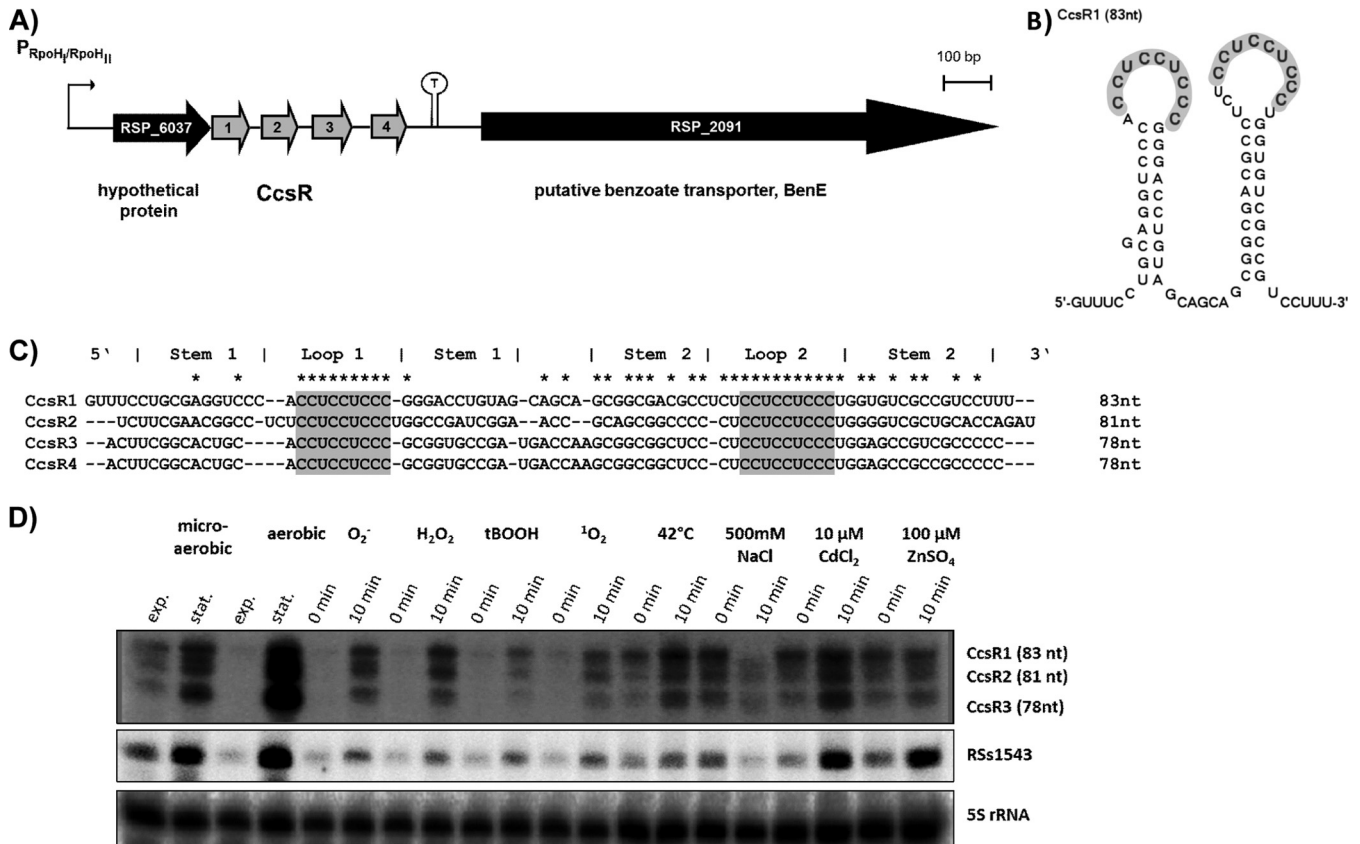 A)
P RpoHI/RpoHII
RSP_6037
1
2
3
4
T
RSP_2091
100 bp
hypothetical
protein
CcsR
putative benzoate transporter, BenE
B)
CcsR1 (83nt)
5'-GUUUCCUGCGAGGUCCCACCUCCUCCCGGGACCUGUAGCAGCAGCGGCGACGCCUCUCCUCCUCCCUGGUGUCGCCGUCCUUU-3'
C)
5' | Stem 1 | Loop 1 | Stem 1 | | Stem 2 | Loop 2 | Stem 2 | 3'
* * ********* * * * ** *** * ** ************ ** * ** * *
CcsR1 GUUUCCUGCGAGGUCCC--ACCUCCUCCC-GGGACCUGUAG-CAGCA-GCGGCGACGCCUCUCCUCCUCCCUGGUGUCGCCGUCCUUU-- 83nt
CcsR2 ---UCUUCGAACGGCC-UCUCCUCCUCCCUGGCCGAUCGGA--ACC-GCAGCGGCCCC-CUCCUCCUCCCUGGGGUCGCUGCACCAGAU 81nt
CcsR3 --ACUUCGGCACUGC----ACCUCCUCCC-GCGGUGCCGA-UGACCAAGCGGCGGCUCC-CUCCUCCUCCCUGGAGCCGUCGCCCCC--- 78nt
CcsR4 --ACUUCGGCACUGC----ACCUCCUCCC-GCGGUGCCGA-UGACCAAGCGGCGGCUCC-CUCCUCCUCCCUGGAGCCGCCGCCCCC--- 78nt
D)
micro-
aerobic
aerobic
O2-
H2O2
tBOOH
1O2
42°C
500mM
NaCl
10 µM
CdCl2
100 µM
ZnSO4
exp. stat. exp. stat. 0 min 10 min 0 min 10 min 0 min 10 min 0 min 10 min 0 min 10 min 0 min 10 min 0 min 10 min 0 min 10 min
CcsR1 (83 nt)
CcsR2 (81 nt)
CcsR3 (78nt)
RSs1543
5S rRNA